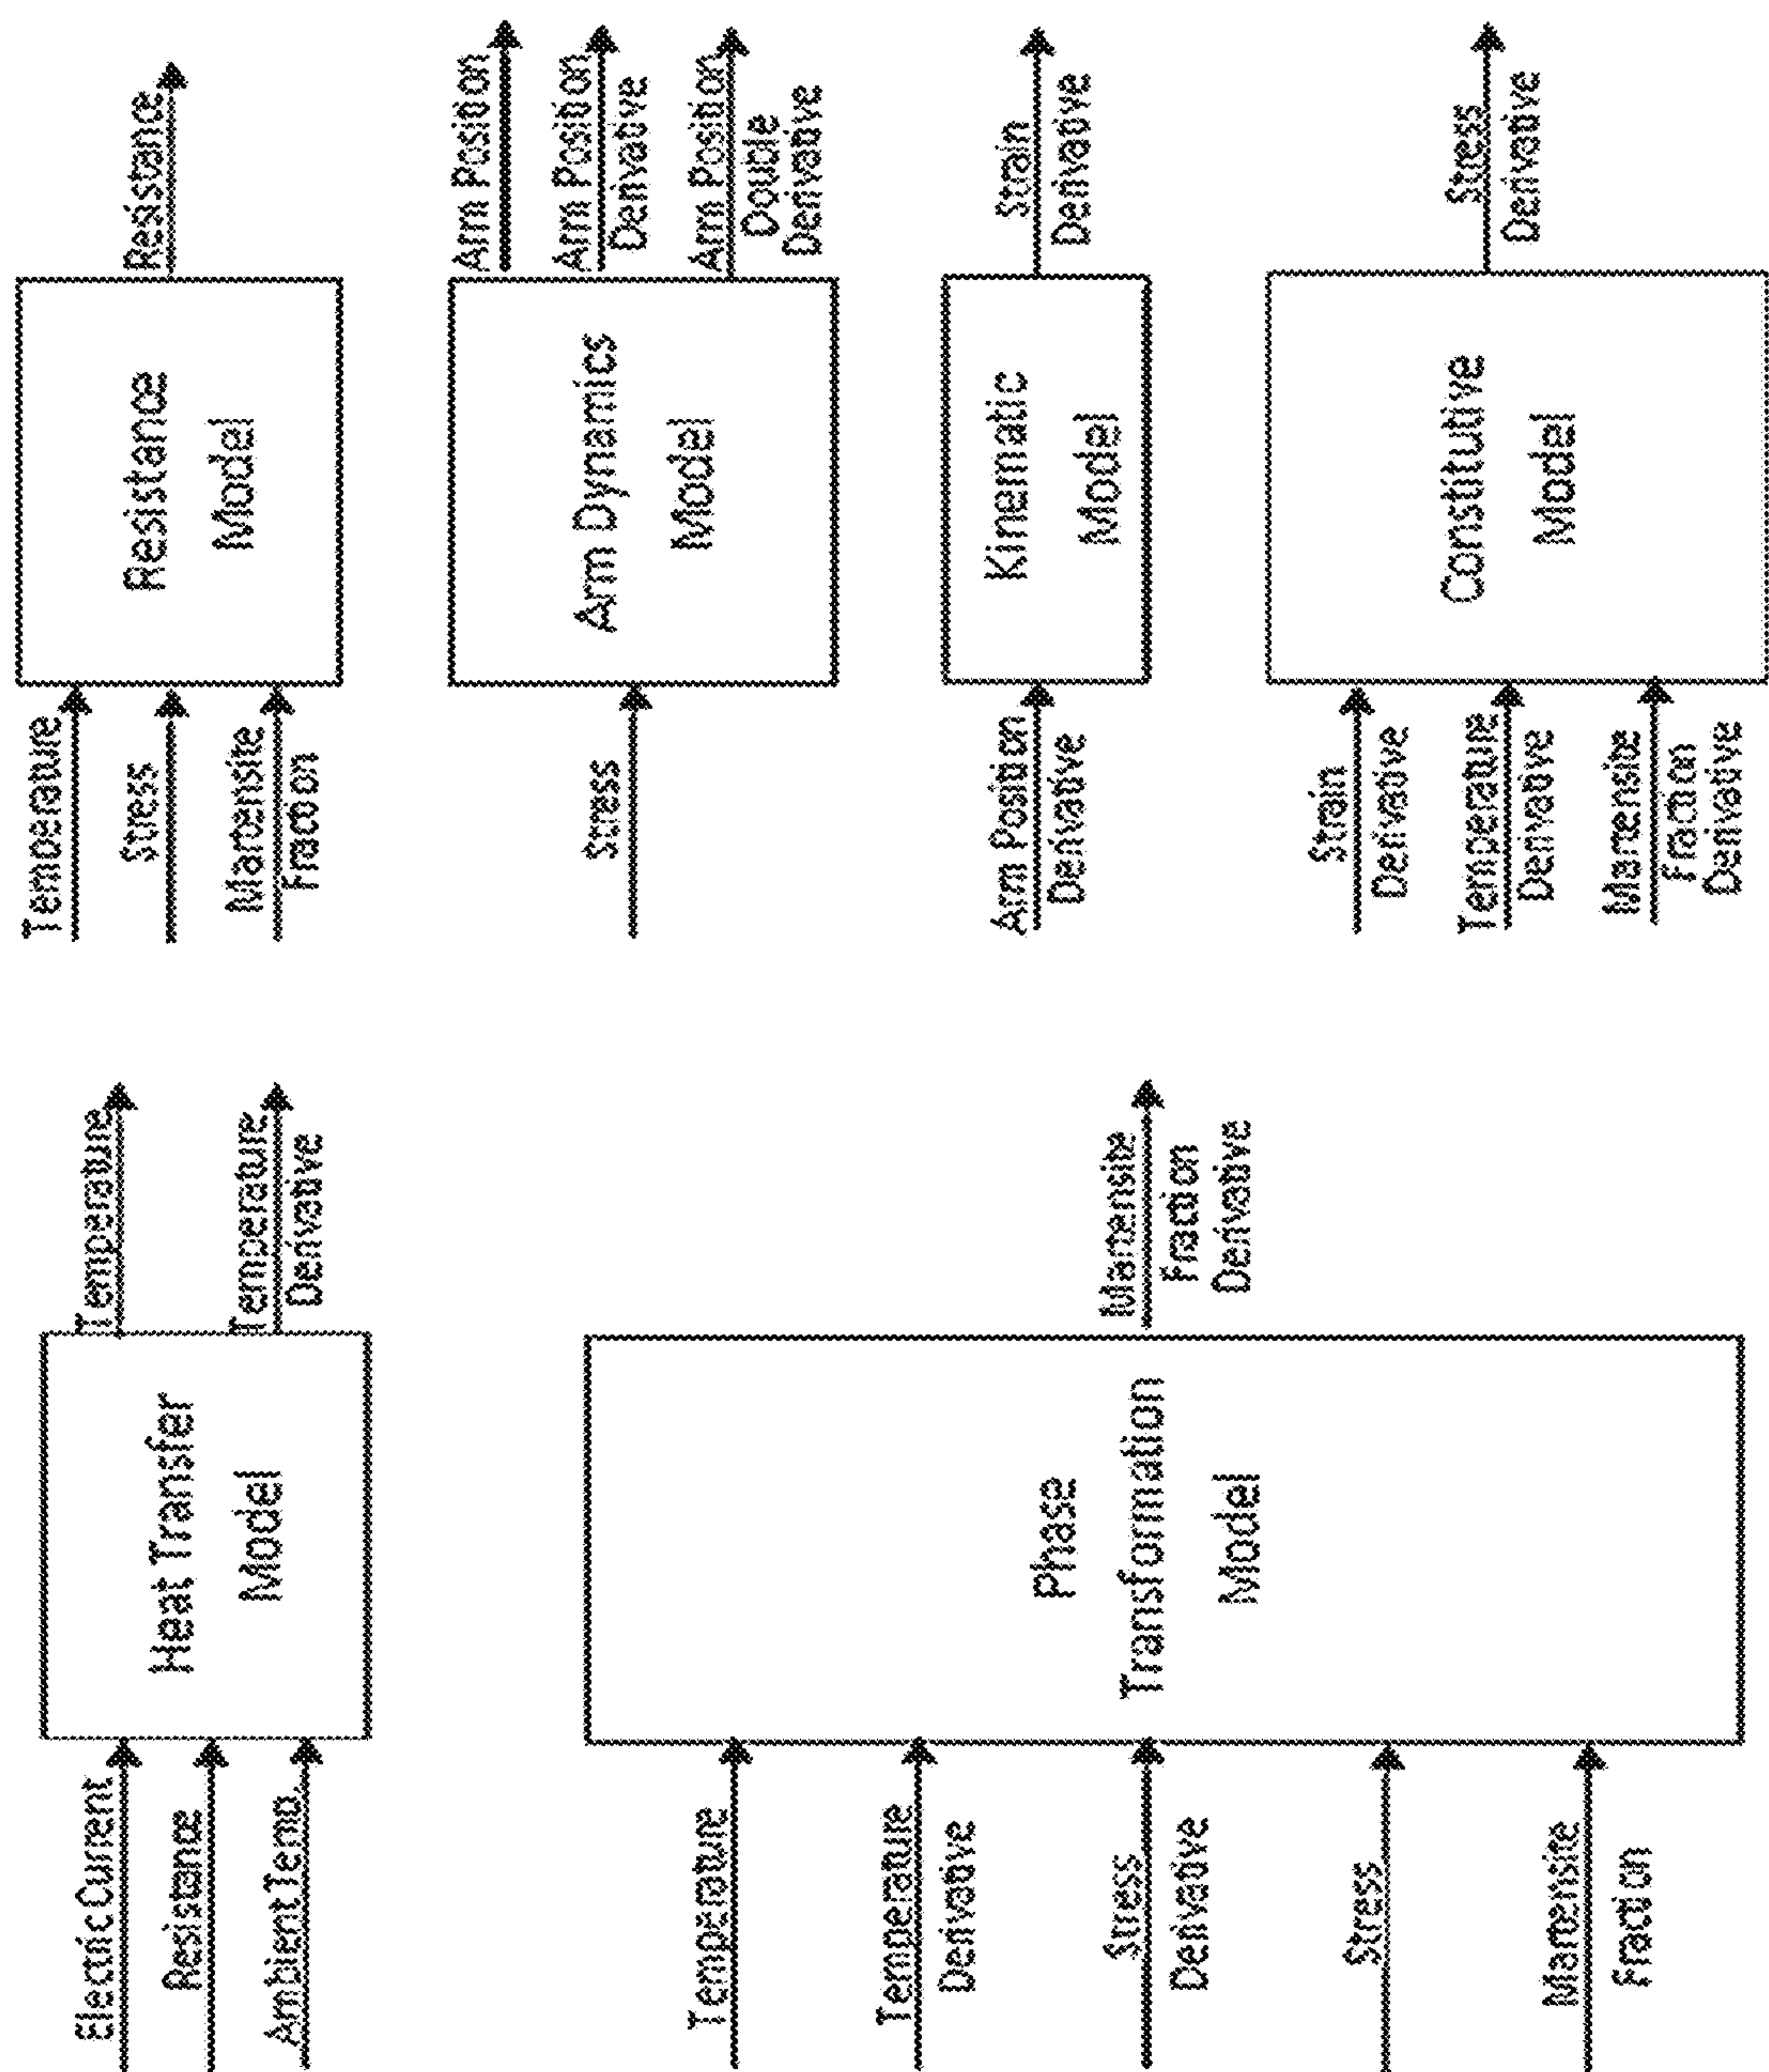 Electric Current
Resistance
Ambient Temp.
Heat Transfer
Model
Temperature
Temperature
Derivative
Temperature
Temperature
Derivative
Stress
Derivative
Stress
Martensite
Fraction
Phase
Transformation
Model
Martensite
Fraction
Derivative
Temperature
Stress
Martensite
Fraction
Resistance
Model
Resistance
Stress
Arm Dynamics
Model
Arm Position
Arm Position
Derivative
Arm Position
Double
Derivative
Arm Position
Derivative
Kinematic
Model
Strain
Derivative
Strain
Derivative
Temperature
Derivative
Martensite
Fraction
Derivative
Constitutive
Model
Stress
Derivative